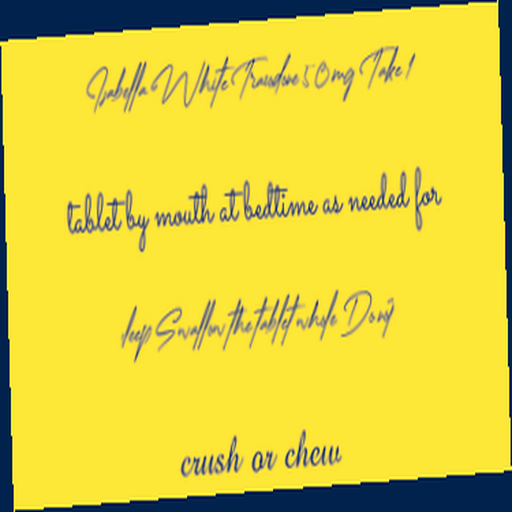 Isabella White Trazodone 50mg Take 1
tablet by mouth at bedtime as needed for
sleep Swallow the tablet whole Don't
crush or chew